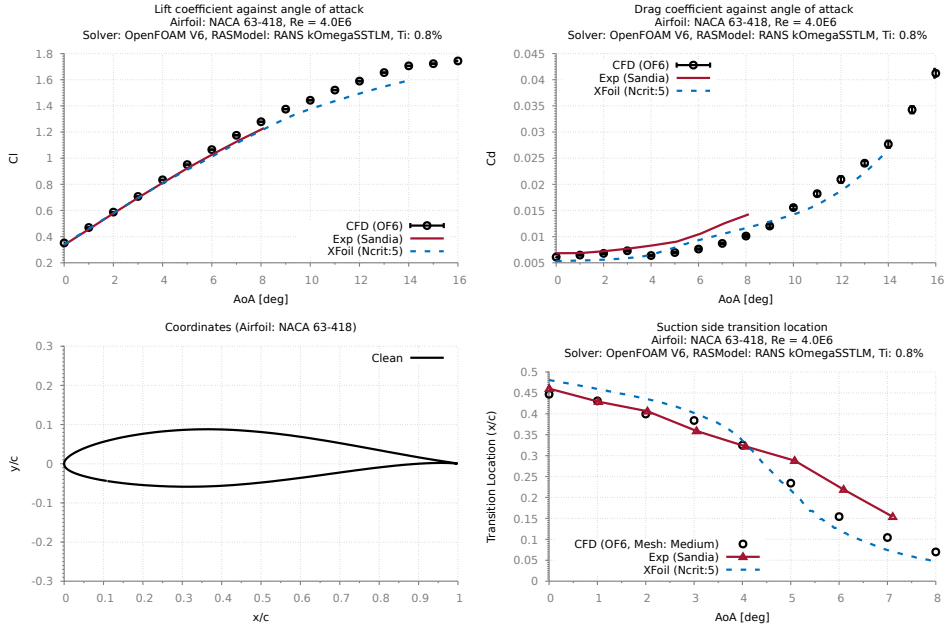 Lift coefficient against angle of attack
Airfoil: NACA 63-418, Re = 4.0E6
Solver: OpenFOAM V6, RASModel: RANS kOmegaSSTLM, Ti: 0.8%
Cl
1.8
1.6
1.4
1.2
1
0.8
0.6
0.4
0.2
CFD (OF6)
Exp (Sandia)
XFoil (Ncrit:5)
0 2 4 6 8 10 12 14 16
AoA [deg]
Drag coefficient against angle of attack
Airfoil: NACA 63-418, Re = 4.0E6
Solver: OpenFOAM V6, RASModel: RANS kOmegaSSTLM, Ti: 0.8%
Cd
0.045
0.04
0.035
0.03
0.025
0.02
0.015
0.01
0.005
CFD (OF6)
Exp (Sandia)
XFoil (Ncrit:5)
0 2 4 6 8 10 12 14 16
AoA [deg]
Coordinates (Airfoil: NACA 63-418)
y/c
0.3
0.2
0.1
0
-0.1
-0.2
-0.3
Clean
0 0.1 0.2 0.3 0.4 0.5 0.6 0.7 0.8 0.9 1
x/c
Suction side transition location
Airfoil: NACA 63-418, Re = 4.0E6
Solver: OpenFOAM V6, RASModel: RANS kOmegaSSTLM, Ti: 0.8%
Transition Location (x/c)
0.5
0.45
0.4
0.35
0.3
0.25
0.2
0.15
0.1
0.05
0
CFD (OF6, Mesh: Medium)
Exp (Sandia)
XFoil (Ncrit:5)
0 1 2 3 4 5 6 7 8
AoA [deg]